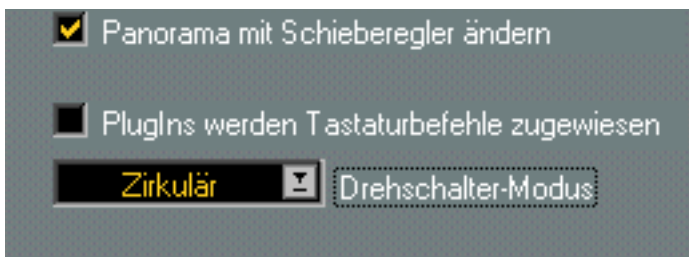 Panorama mit Schieberegler ändern
PlugIns werden Tastaturbefehle zugewiesen
Zirkulär Drehschalter-Modus